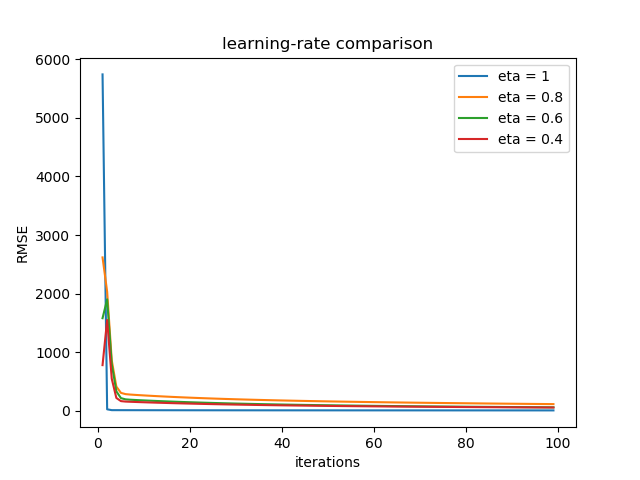 learning-rate comparison
eta = 1
eta = 0.8
eta = 0.6
eta = 0.4
6000
5000
4000
3000
2000
1000
0
RMSE
0 20 40 60 80 100
iterations